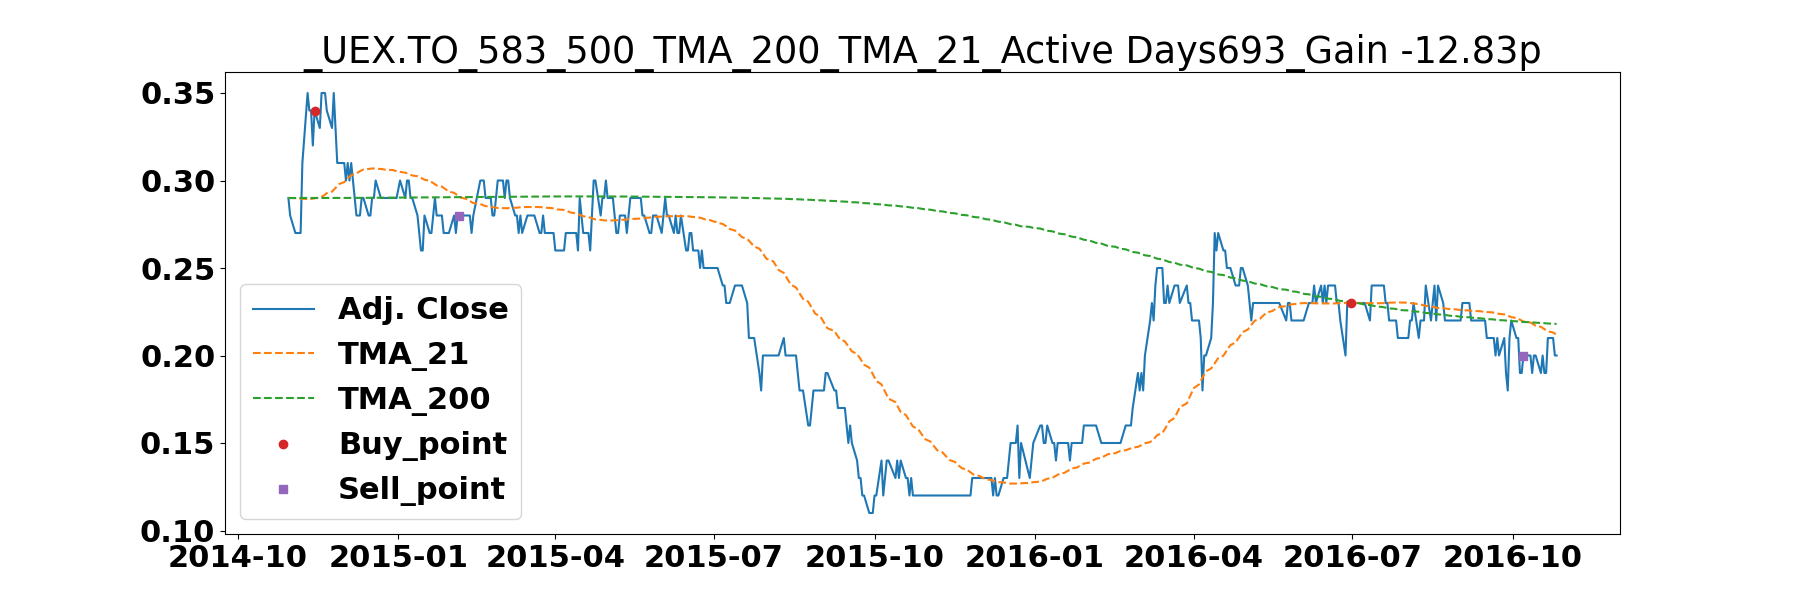 _UEX.TO_583_500_TMA_200_TMA_21_Active Days693_Gain -12.83p
0.35
0.30
0.25
0.20
0.15
0.10
Adj. Close
TMA_21
TMA_200
Buy_point
Sell_point
2014-10 2015-01 2015-04 2015-07 2015-10 2016-01 2016-04 2016-07 2016-10